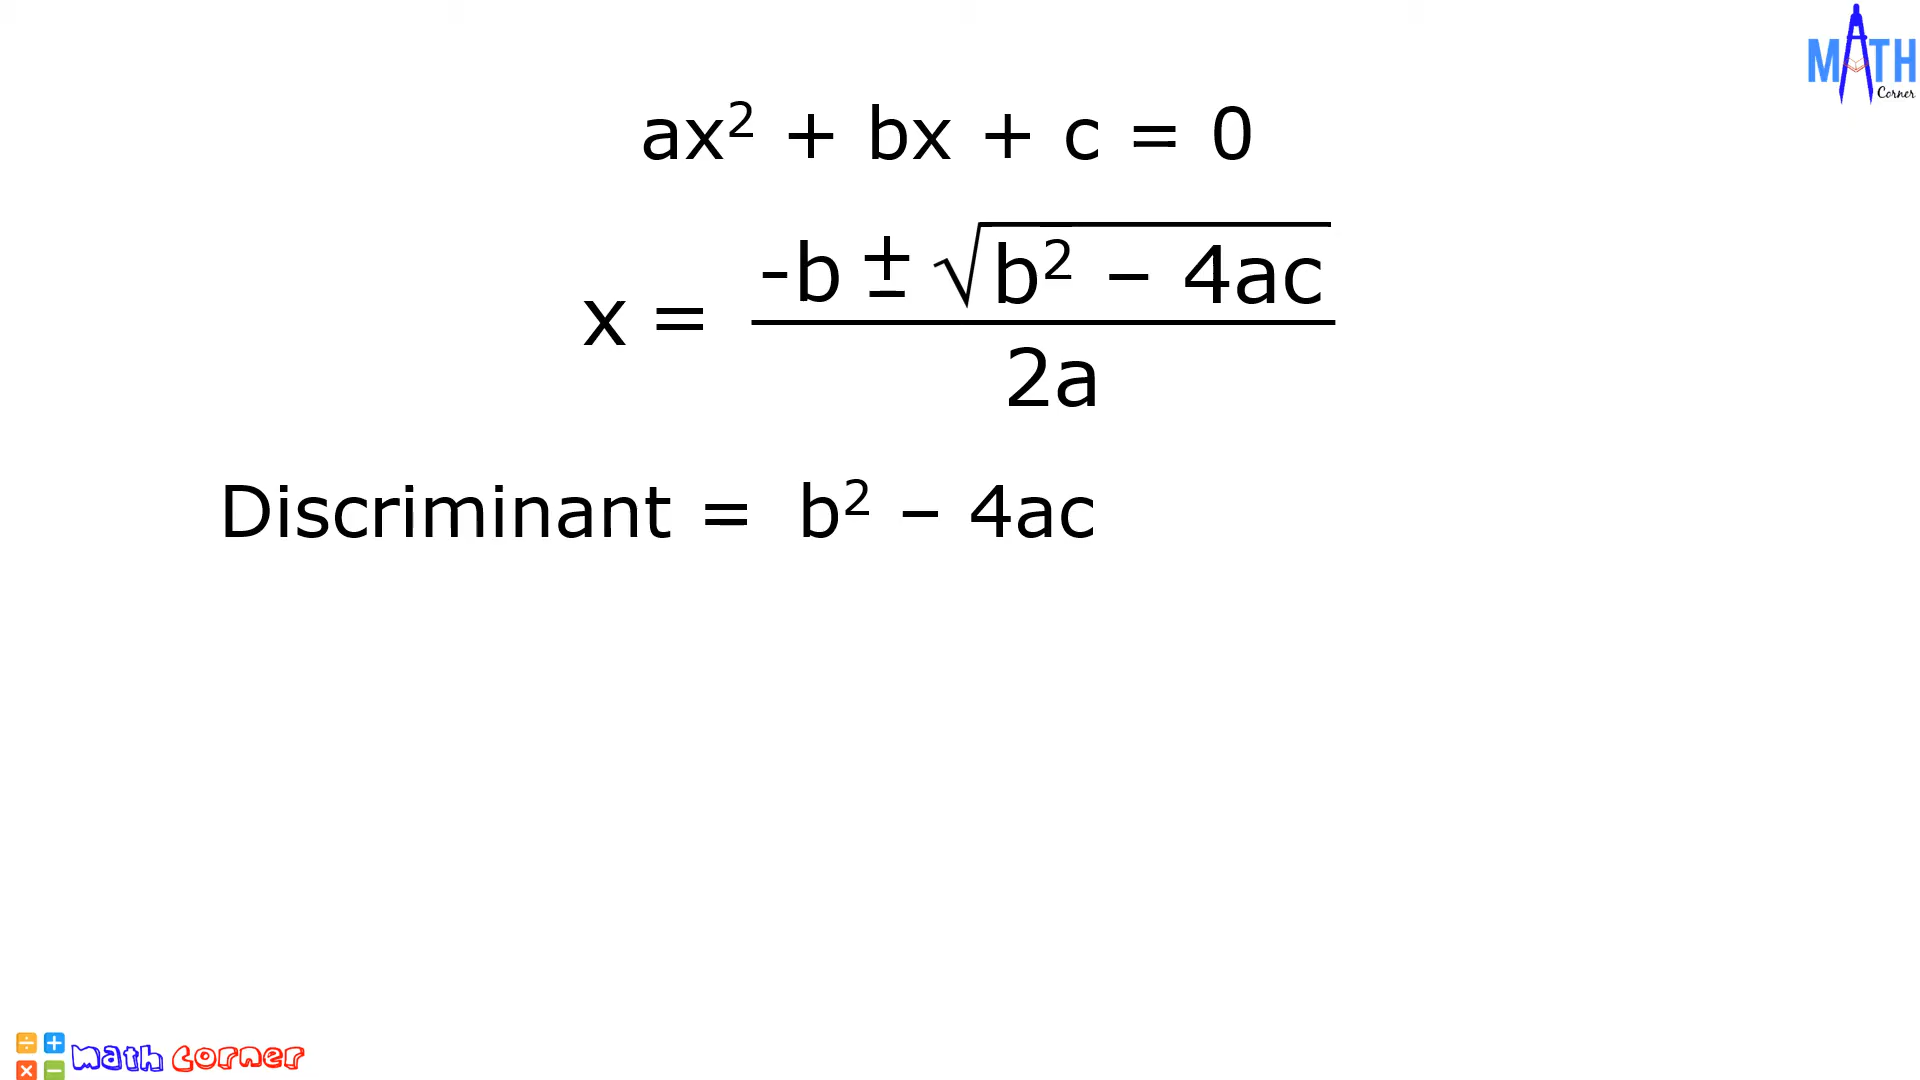 MATH
Corner
ax² + bx + c = 0
x = -b ± √b² – 4ac
2a
Discriminant = b² – 4ac
÷ + math corner
× −